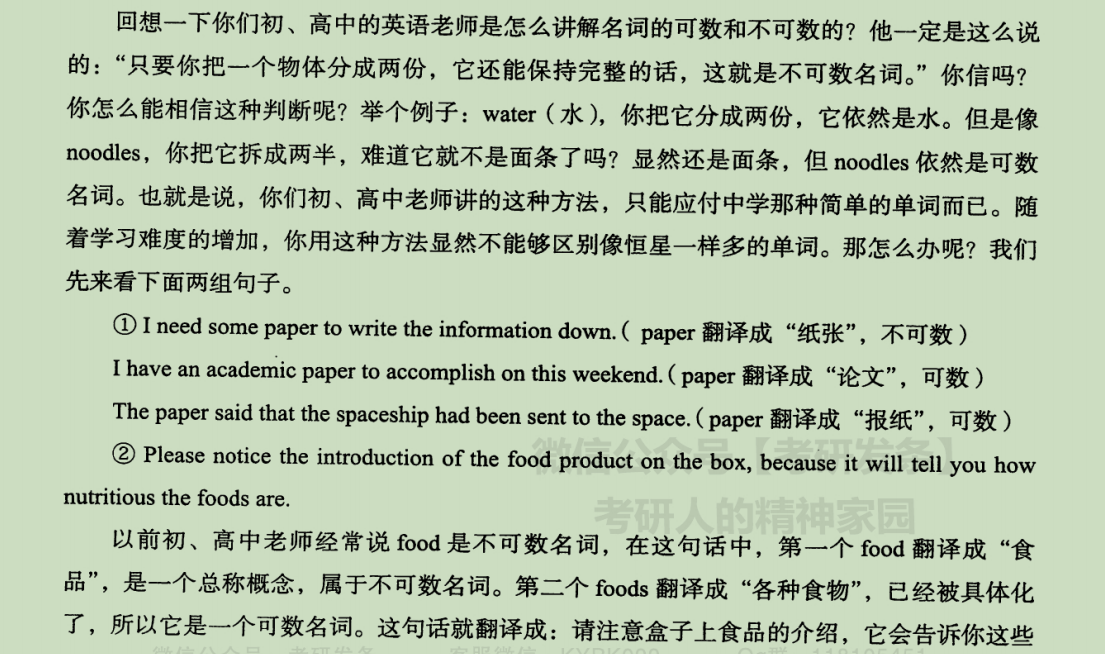 回想一下你们初、高中的英语老师是怎么讲解名词的可数和不可数的？他一定是这么说
的：“只要你把一个物体分成两份，它还能保持完整的话，这就是不可数名词。”你信吗？
你怎么能相信这种判断呢？举个例子：water（水），你把它分成两份，它依然是水。但是像
noodles，你把它拆成两半，难道它就不是面条了吗？显然还是面条，但 noodles 依然是可数
名词。也就是说，你们初、高中老师讲的这种方法，只能应付中学那种简单的单词而已。随
着学习难度的增加，你用这种方法显然不能够区别像恒星一样多的单词。那怎么办呢？我们
先来看下面两组句子。
① I need some paper to write the information down.（ paper 翻译成“纸张”，不可数）
I have an academic paper to accomplish on this weekend.（paper 翻译成“论文”，可数）
The paper said that the spaceship had been sent to the space.（paper 翻译成“报纸”，可数）
② Please notice the introduction of the food product on the box, because it will tell you how
nutritious the foods are.
以前初、高中老师经常说 food 是不可数名词，在这句话中，第一个 food 翻译成“食
品”，是一个总称概念，属于不可数名词。第二个 foods 翻译成“各种食物”，已经被具体化
了，所以它是一个可数名词。这句话就翻译成：请注意盒子上食品的介绍，它会告诉你这些
微信公众号【考研发条】
考研人的精神家园